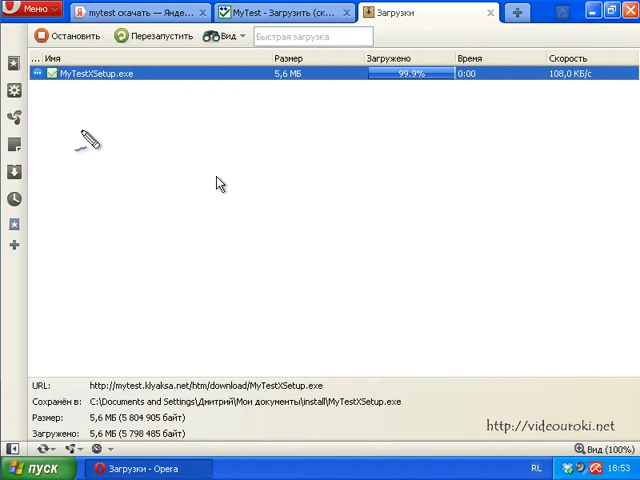 Меню
mytest скачать — Янде...
MyTest - Загрузить (ск...
Загрузки
Остановить
Перезапустить
Вид
Быстрая загрузка
... Имя Размер Загружено Время Скорость
MyTestXSetup.exe 5,6 МБ 99.9% 0:00 108,0 КБ/с
URL: http://mytest.klyaksa.net/htm/download/MyTestXSetup.exe
Сохранён в: C:\Documents and Settings\Дмитрий\Мои документы\install\MyTestXSetup.exe
Размер: 5,6 МБ (5 804 905 байт)
Загружено: 5,6 МБ (5 798 485 байт)
http://videouroki.net
Вид (100%)
пуск
Загрузки - Opera
RL
18:53